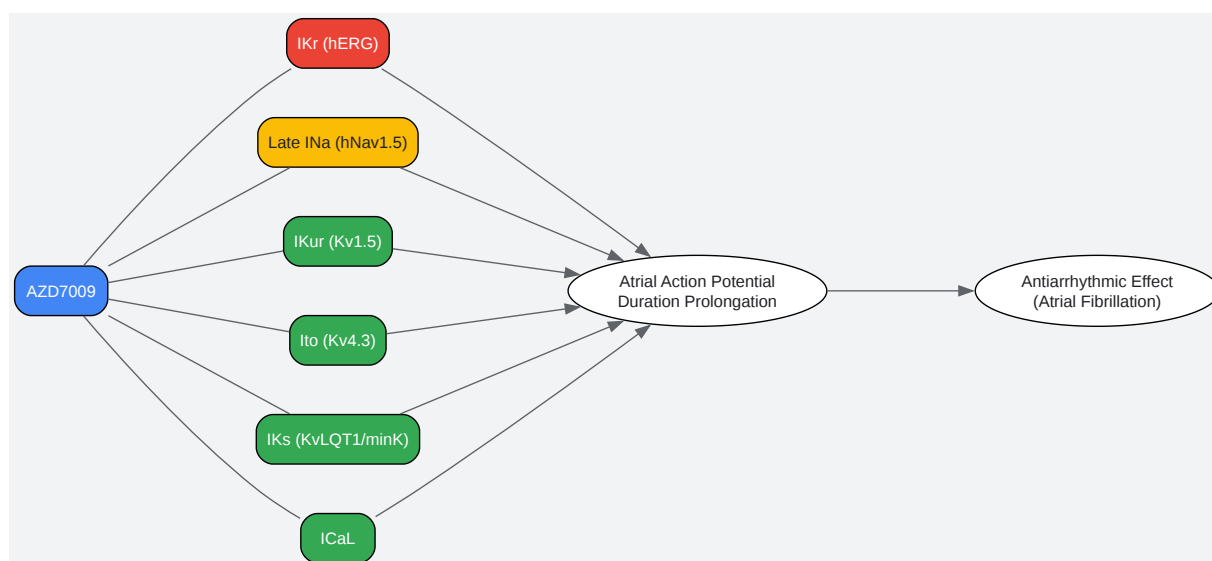 IKr (hERG)
Late INa (hNav1.5)
IKur (Kv1.5)
AZD7009
Atrial Action Potential
Duration Prolongation
Antiarrhythmic Effect
(Atrial Fibrillation)
Ito (Kv4.3)
IKs (KvLQT1/minK)
ICaL